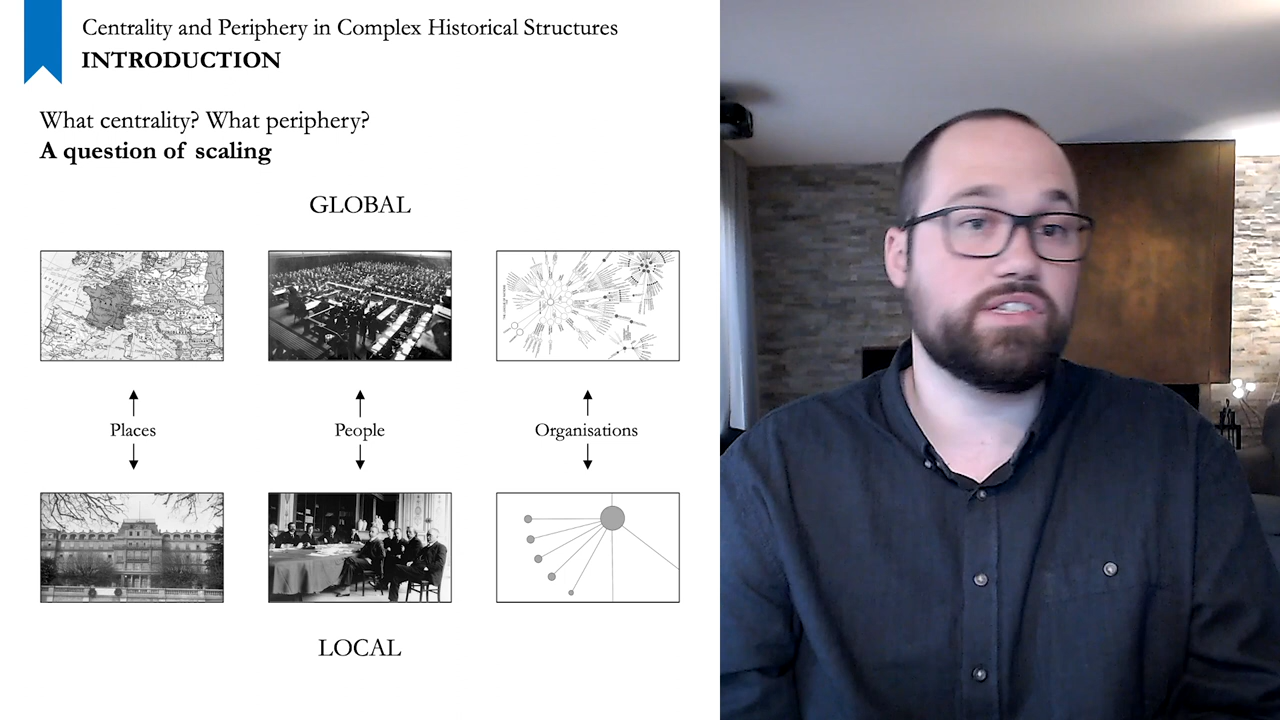 Centrality and Periphery in Complex Historical Structures
INTRODUCTION
What centrality? What periphery?
A question of scaling
GLOBAL
Places
People
Organisations
LOCAL